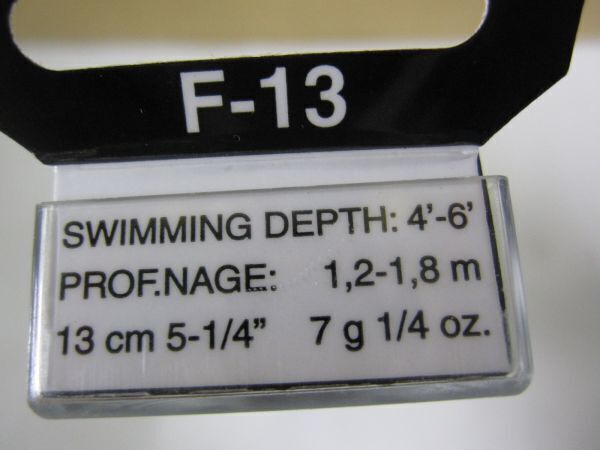 F-13
SWIMMING DEPTH: 4'-6'
PROF.NAGE: 1,2-1,8 m
13 cm 5-1/4" 7 g 1/4 oz.